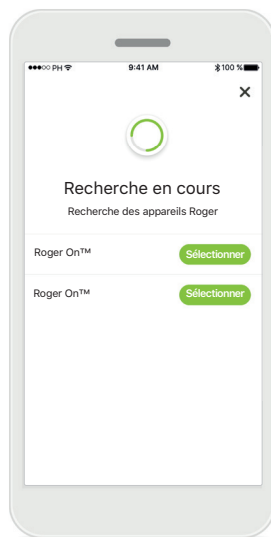 ●●●○○ PH 9:41 AM 100 %
×
Recherche en cours
Recherche des appareils Roger
Roger On™ Sélectionner
Roger On™ Sélectionner